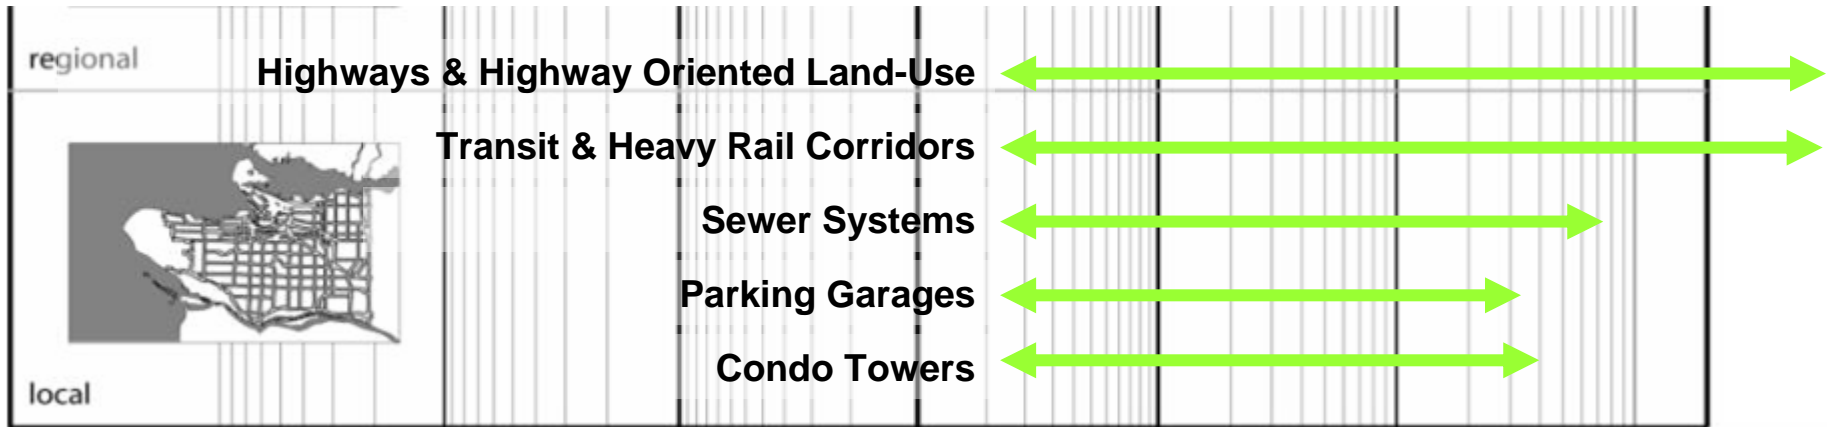 regional
Highways & Highway Oriented Land-Use
Transit & Heavy Rail Corridors
Sewer Systems
Parking Garages
Condo Towers
local